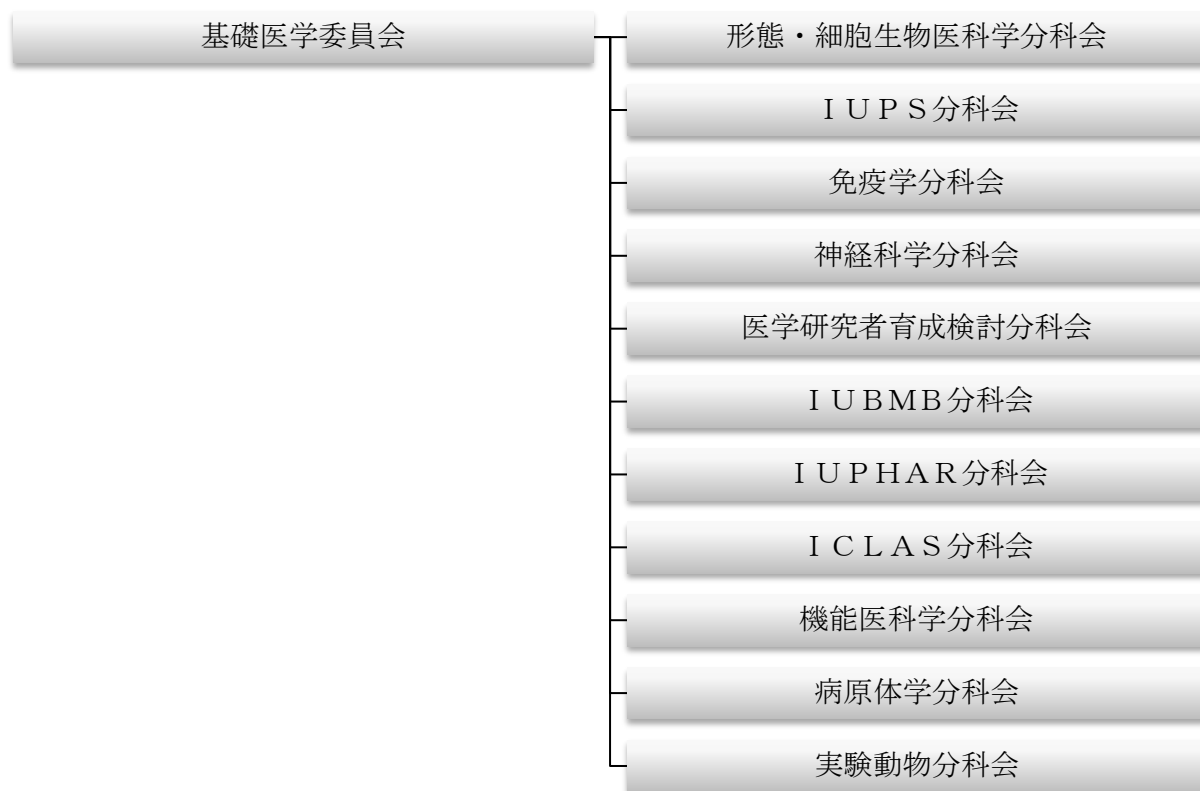 基礎医学委員会
形態・細胞生物医科学分科会
ＩＵＰＳ分科会
免疫学分科会
神経科学分科会
医学研究者育成検討分科会
ＩＵＢＭＢ分科会
ＩＵＰＨＡＲ分科会
ＩＣＬＡＳ分科会
機能医科学分科会
病原体学分科会
実験動物分科会